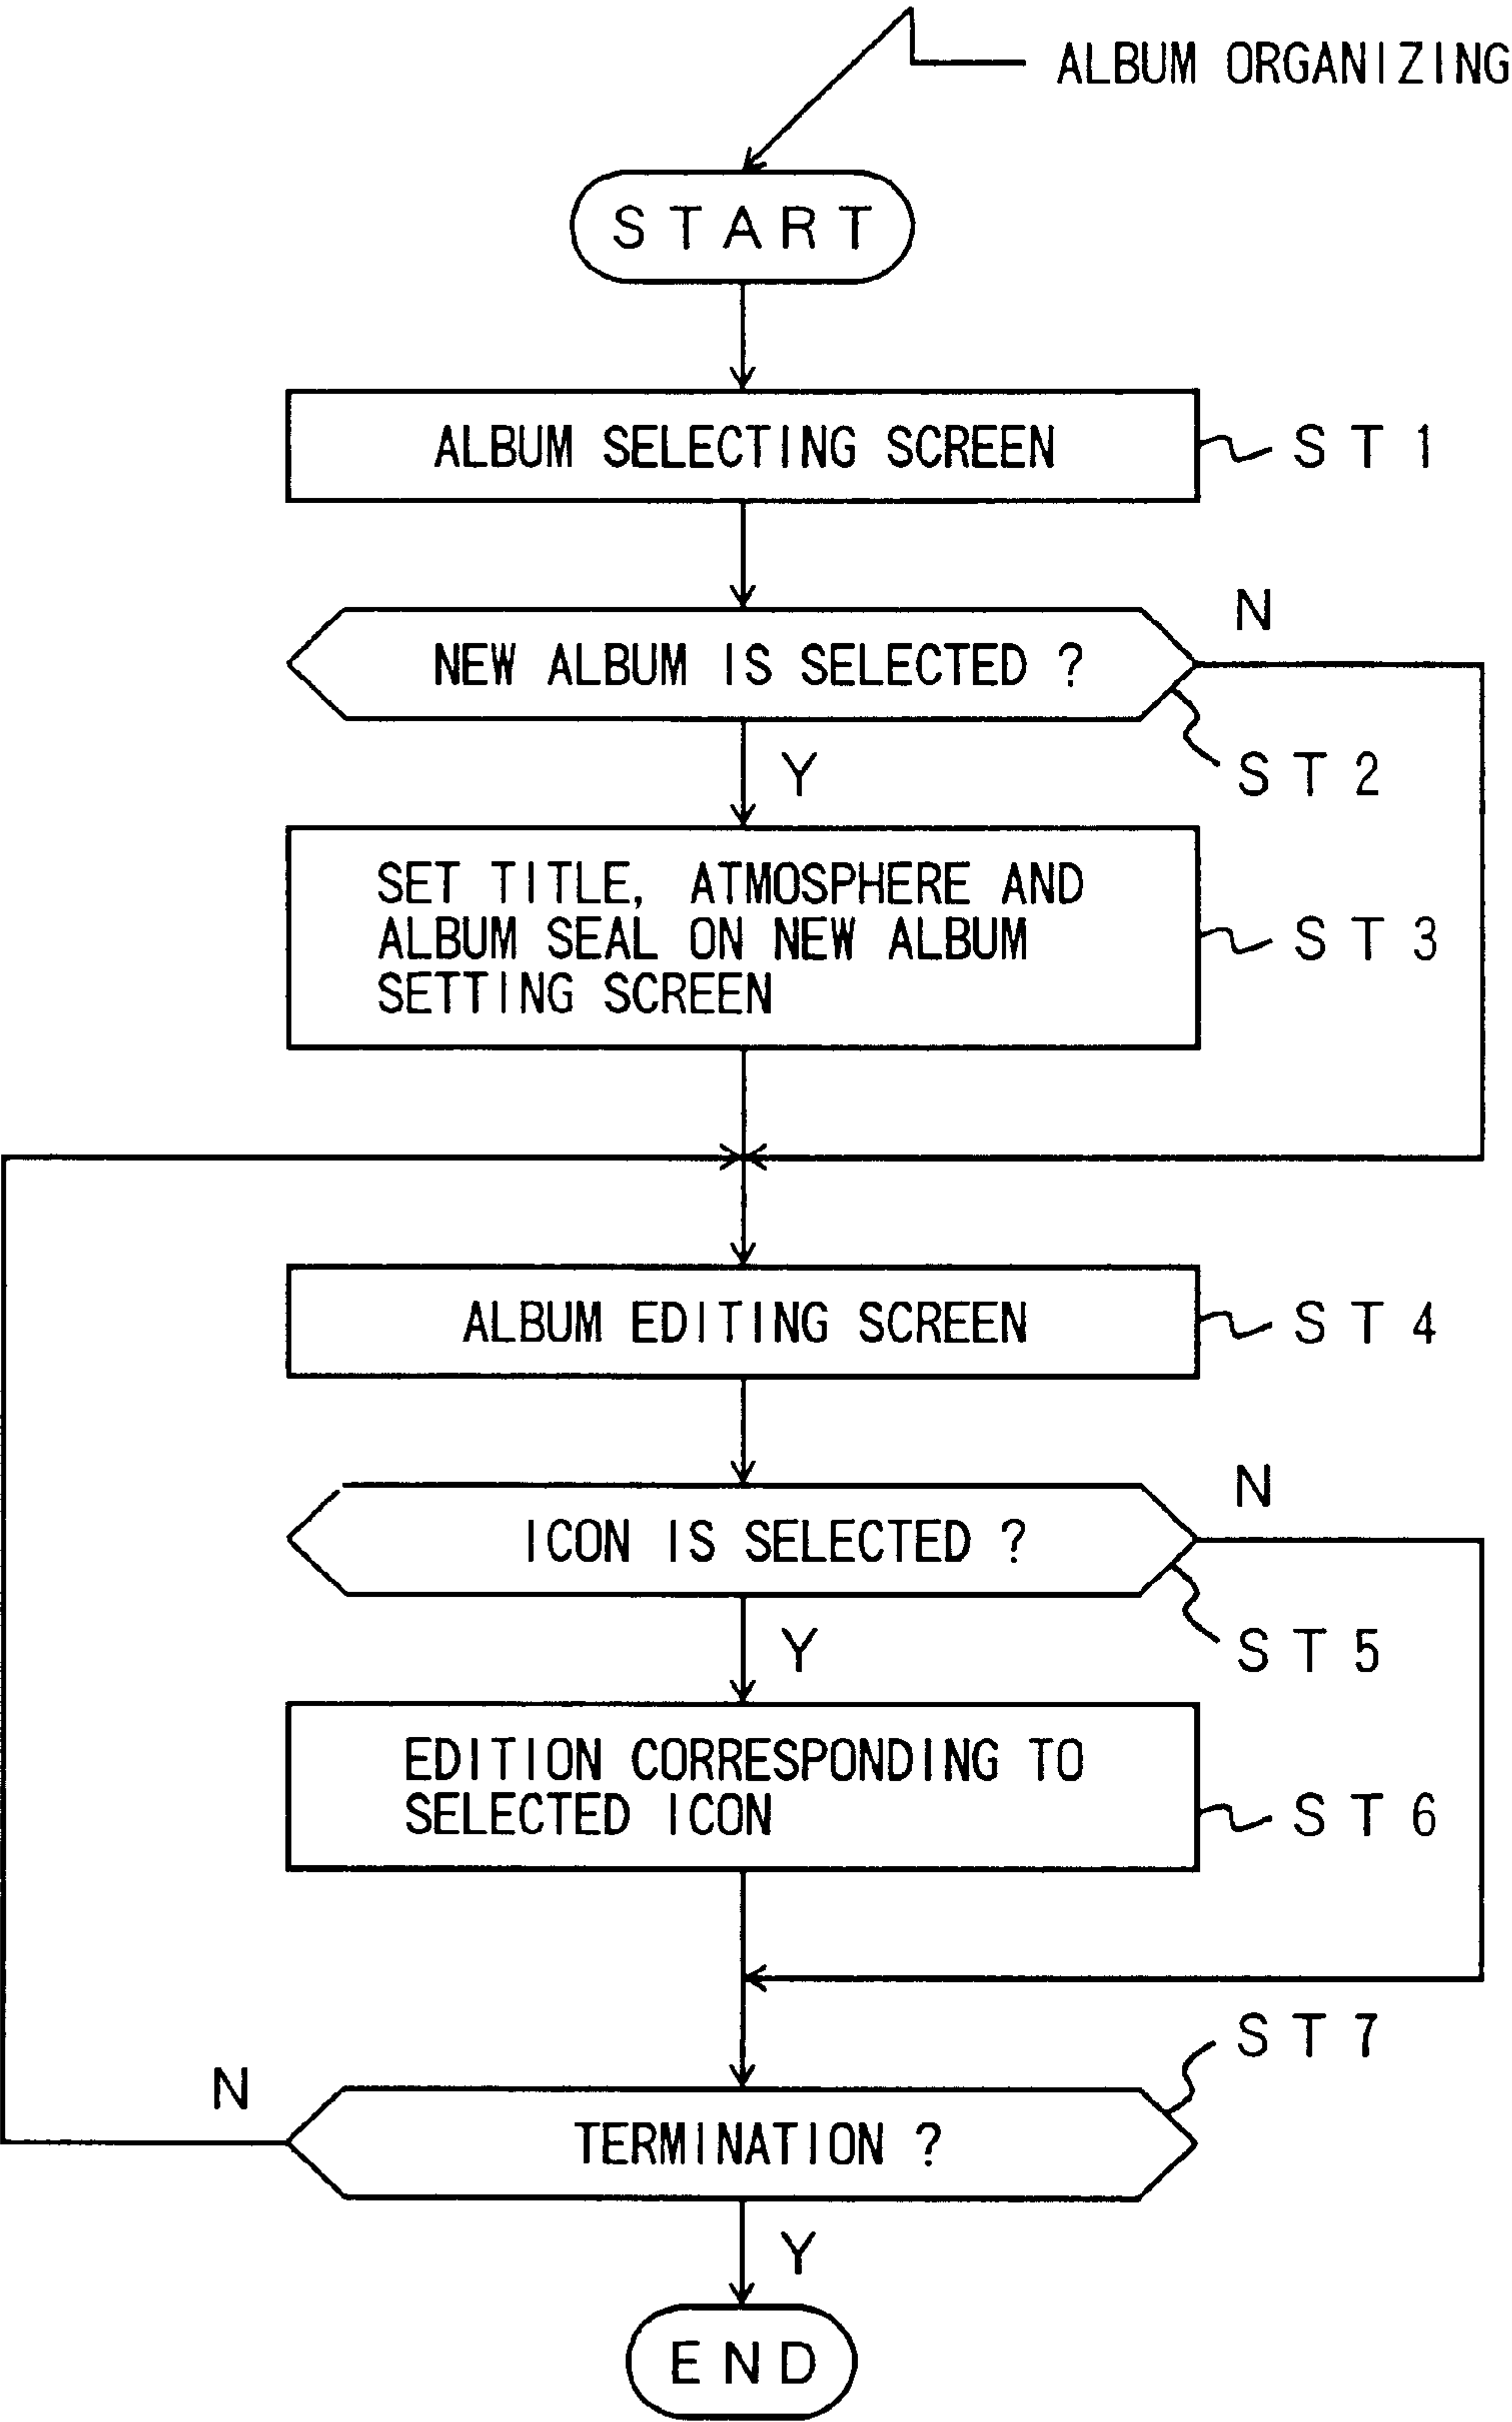 ALBUM ORGANIZING
START
ALBUM SELECTING SCREEN
ST1
N
NEW ALBUM IS SELECTED ?
ST2
Y
SET TITLE, ATMOSPHERE AND
ALBUM SEAL ON NEW ALBUM
SETTING SCREEN
ST3
ALBUM EDITING SCREEN
ST4
N
ICON IS SELECTED ?
ST5
Y
EDITION CORRESPONDING TO
SELECTED ICON
ST6
ST7
N
TERMINATION ?
Y
END